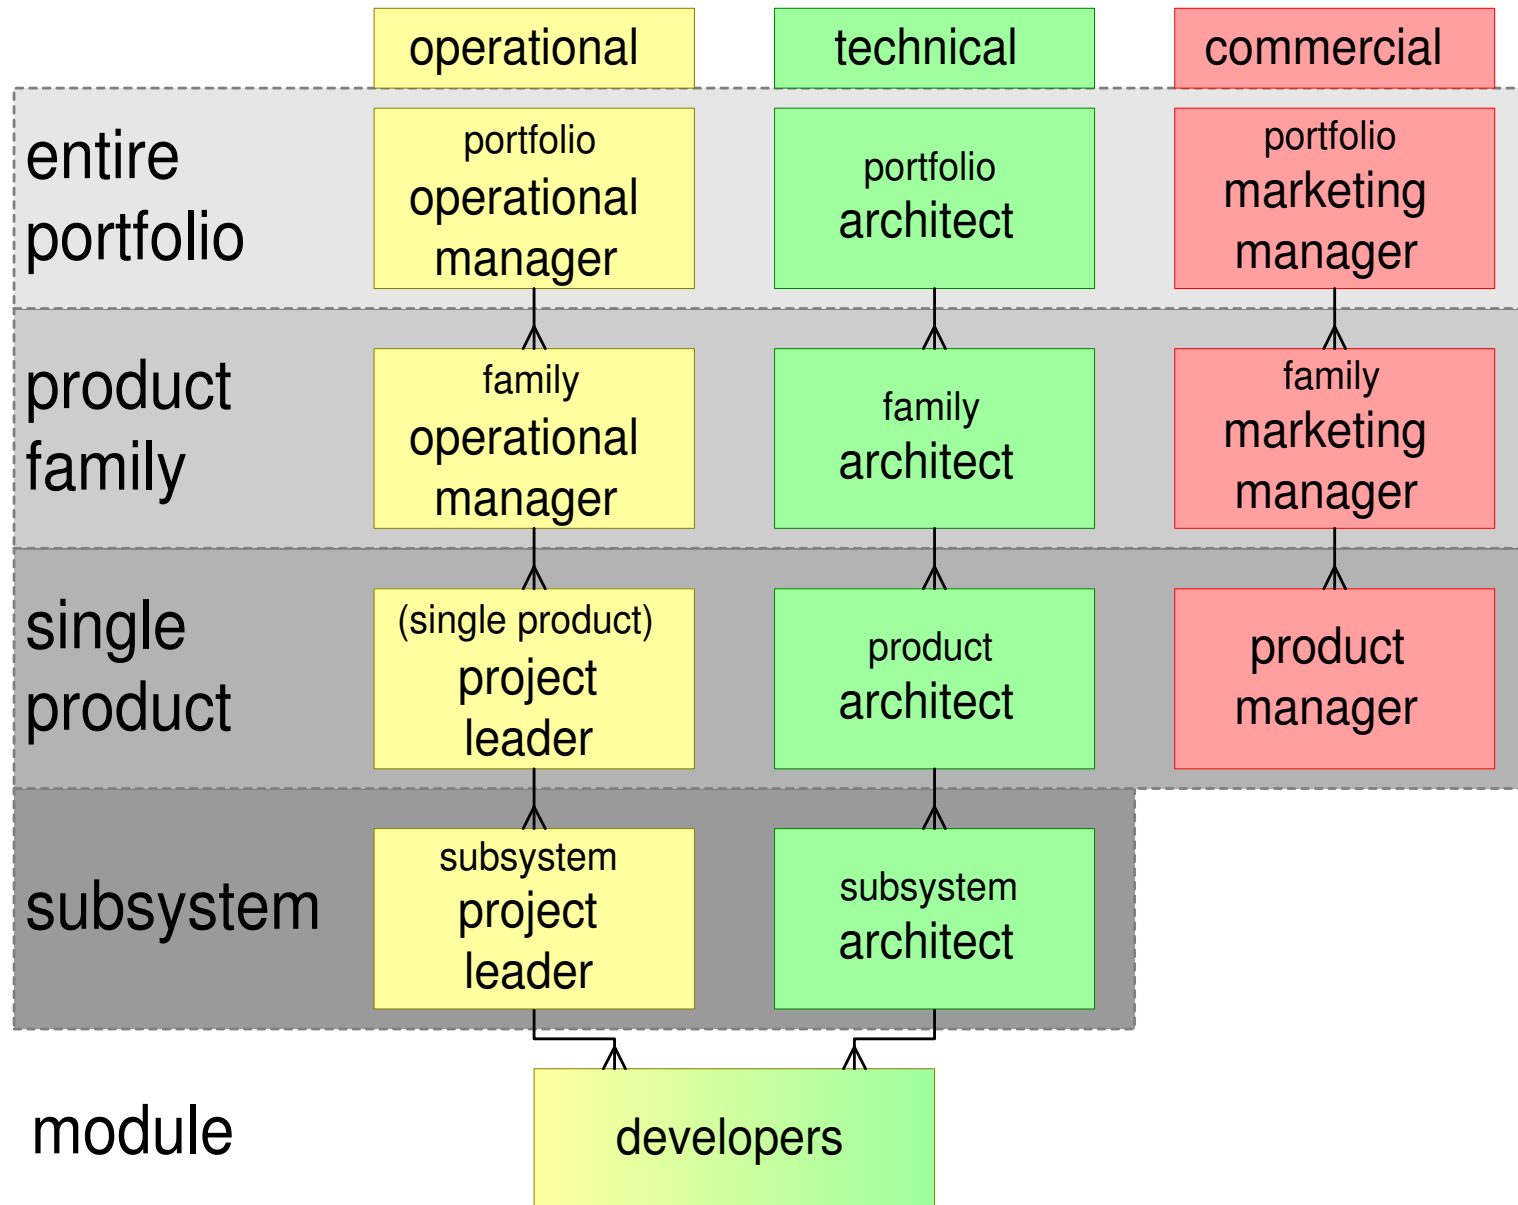 operational
technical
commercial
entire
portfolio
portfolio
operational
manager
portfolio
architect
portfolio
marketing
manager
product
family
family
operational
manager
family
architect
family
marketing
manager
single
product
(single product)
project
leader
product
architect
product
manager
subsystem
subsystem
project
leader
subsystem
architect
module
developers